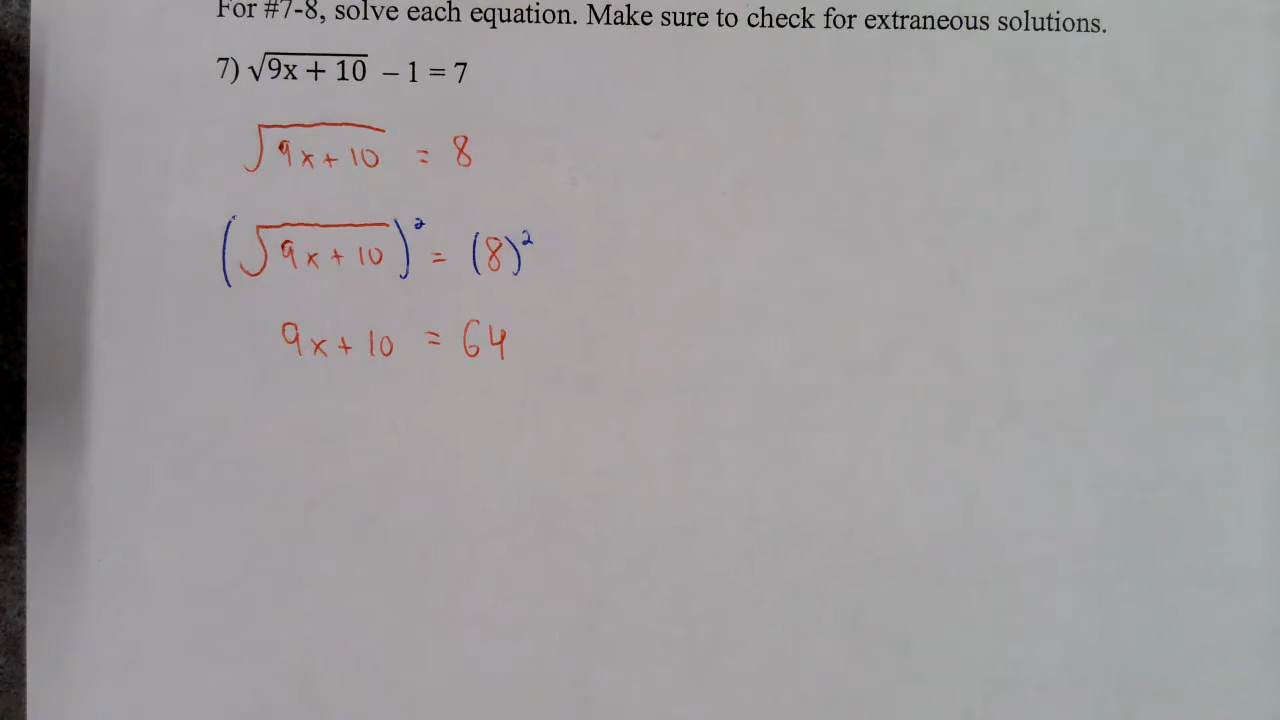 For #7-8, solve each equation. Make sure to check for extraneous solutions.
7) √(9x + 10) − 1 = 7
√(9x + 10) = 8
(√(9x + 10))² = (8)²
9x + 10 = 64